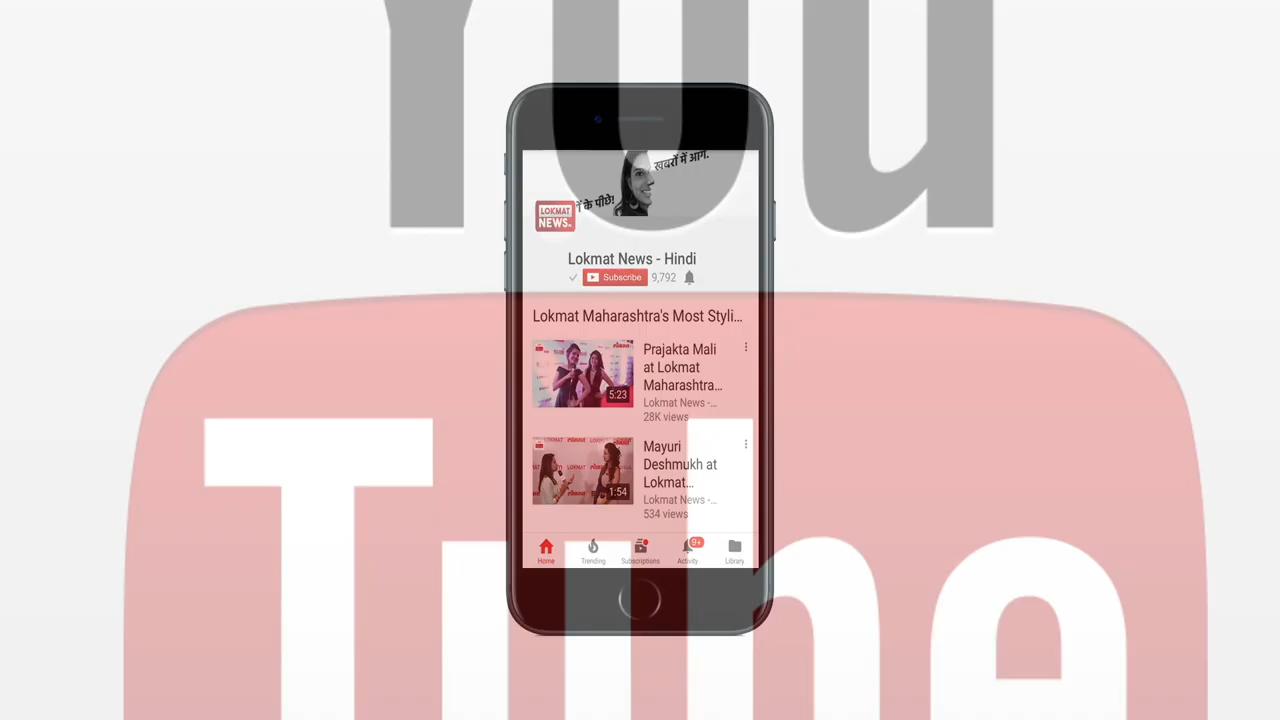 You
Tube
खबरों में आगे.
के पीछे!
LOKMAT
NEWS
Lokmat News - Hindi
Subscribe 9,792
Lokmat Maharashtra's Most Styli...
5:23
Prajakta Mali
at Lokmat
Maharashtra...
Lokmat News -...
28K views
LOKMAT
1:54
Mayuri
Deshmukh at
Lokmat...
Lokmat News -...
534 views
9+
Home Trending Subscriptions Activity Library